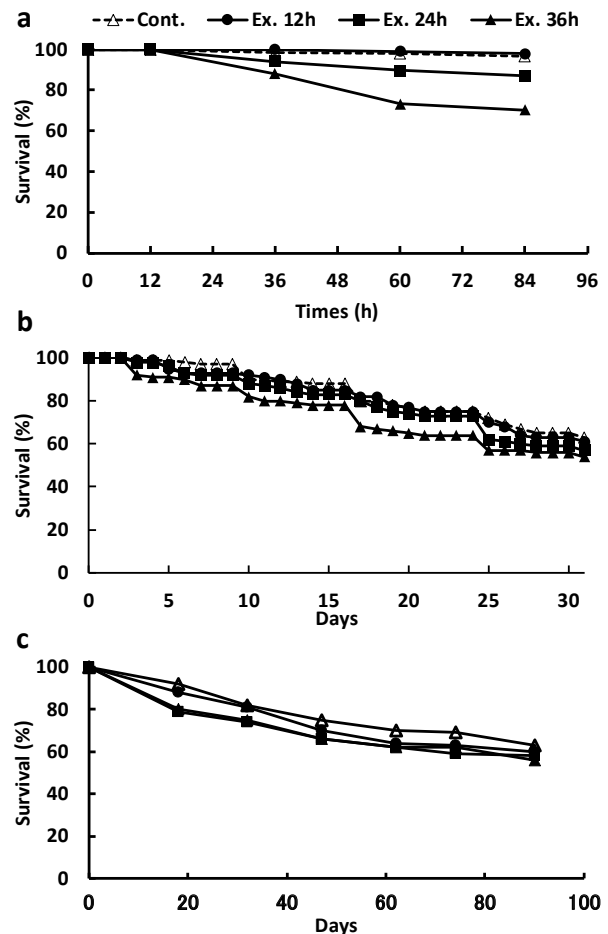 a
Cont. Ex. 12h Ex. 24h Ex. 36h
100
80
60
40
20
0
Survival (%)
0 12 24 36 48 60 72 84 96
Times (h)
b
100
80
60
40
20
0
Survival (%)
0 5 10 15 20 25 30
Days
c
100
80
60
40
20
0
Survival (%)
0 20 40 60 80 100
Days